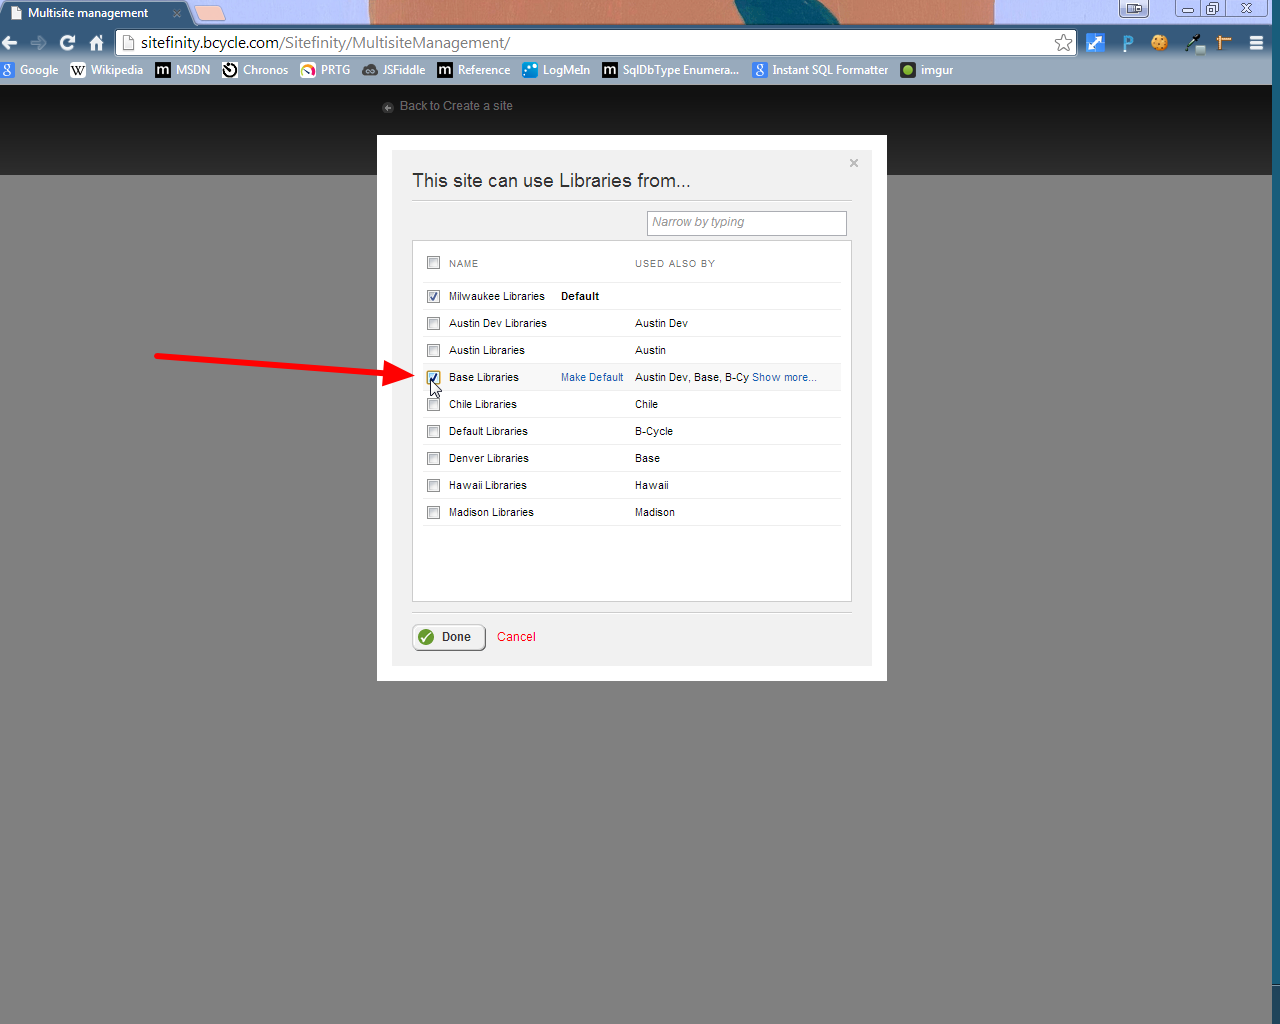 Multisite management
sitefinity.bcycle.com/Sitefinity/MultisiteManagement/
Google Wikipedia MSDN Chronos PRTG JSFiddle Reference LogMeIn SqlDbType Enumera... Instant SQL Formatter imgur
Back to Create a site
This site can use Libraries from...
Narrow by typing
NAME USED ALSO BY
Milwaukee Libraries Default
Austin Dev Libraries Austin Dev
Austin Libraries Austin
Base Libraries Make Default Austin Dev, Base, B-Cy Show more...
Chile Libraries Chile
Default Libraries B-Cycle
Denver Libraries Base
Hawaii Libraries Hawaii
Madison Libraries Madison
Done Cancel